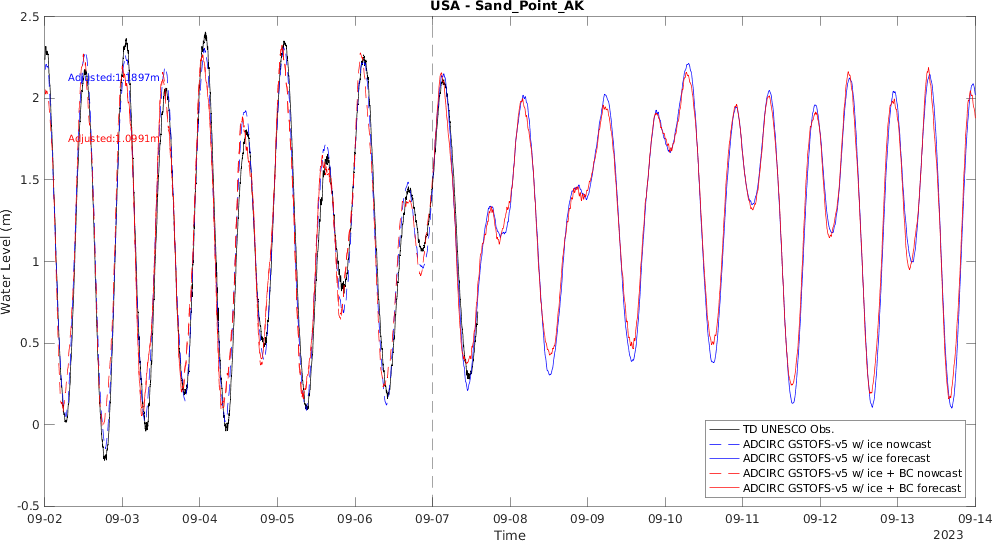 USA - Sand_Point_AK
2.5
2
1.5
1
0.5
0
-0.5
Water Level (m)
Adjusted:1.1897m
Adjusted:1.0991m
TD UNESCO Obs.
ADCIRC GSTOFS-v5 w/ ice nowcast
ADCIRC GSTOFS-v5 w/ ice forecast
ADCIRC GSTOFS-v5 w/ ice + BC nowcast
ADCIRC GSTOFS-v5 w/ ice + BC forecast
09-02 09-03 09-04 09-05 09-06 09-07 09-08 09-09 09-10 09-11 09-12 09-13 09-14
Time
2023